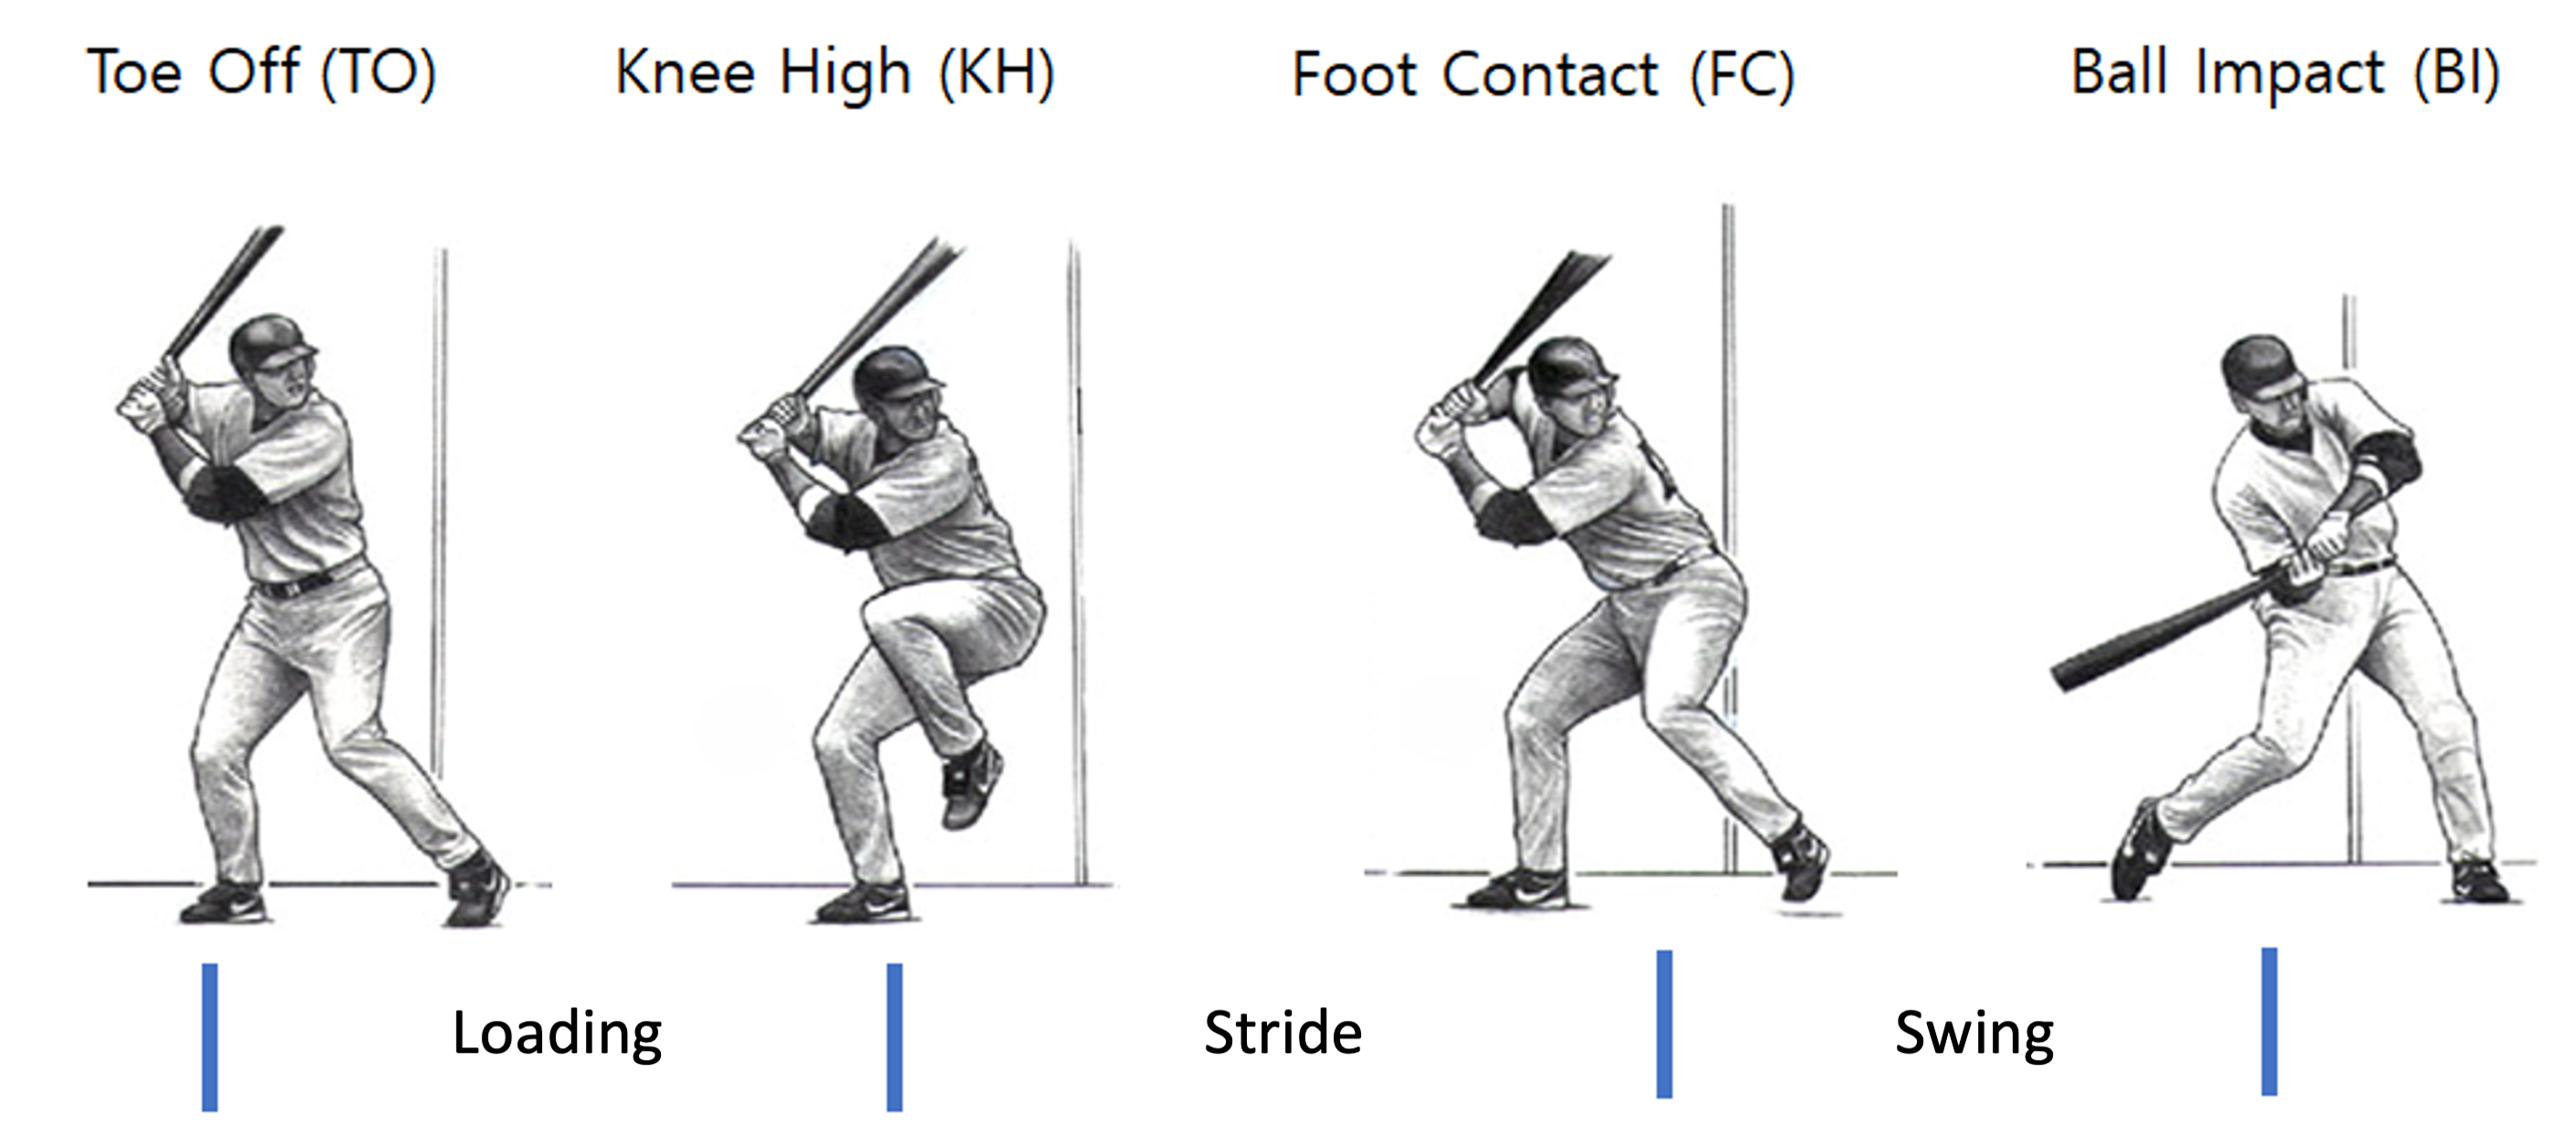 Toe Off (TO)
Knee High (KH)
Foot Contact (FC)
Ball Impact (BI)
Loading
Stride
Swing